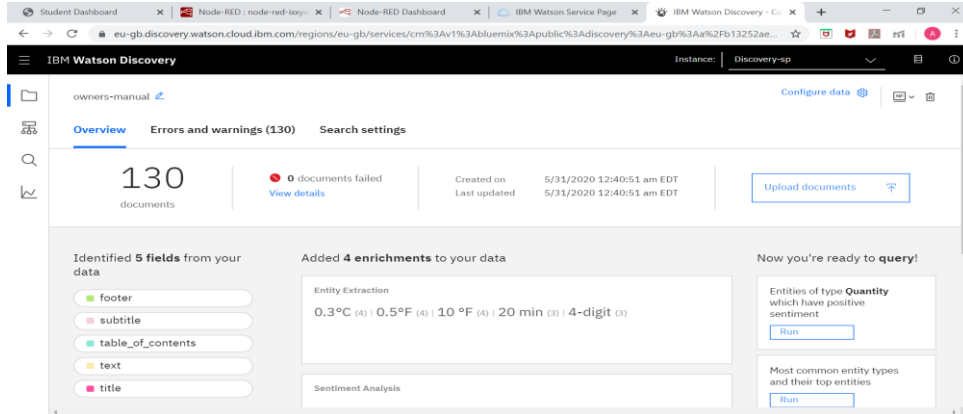 Student Dashboard
Node-RED : node-red-
Node-RED Dashboard
IBM Watson Service Page
IBM Watson Discovery -
eu-gb.discovery.watson.cloud.ibm.com/regions/eu-gb/services/crn%3Av1%3Abluemix%3Apublic%3Adiscovery%3Aeu-gb%3Aa%2Fb13252ae...
A
IBM Watson Discovery
Instance:
Discovery-sp
owners-manual
Configure data
Overview
Errors and warnings (130)
Search settings
130
documents
0 documents failed
View details
Created on 5/31/2020 12:40:51 am EDT
Last updated 5/31/2020 12:40:51 am EDT
Upload documents
Identified 5 fields from your
data
footer
subtitle
table_of_contents
text
title
Added 4 enrichments to your data
Entity Extraction
0.3°C (4) | 0.5°F (4) | 10 °F (4) | 20 min (3) | 4-digit (3)
Sentiment Analysis
Now you're ready to query!
Entities of type Quantity
which have positive
sentiment
Run
Most common entity types
and their top entities
Run